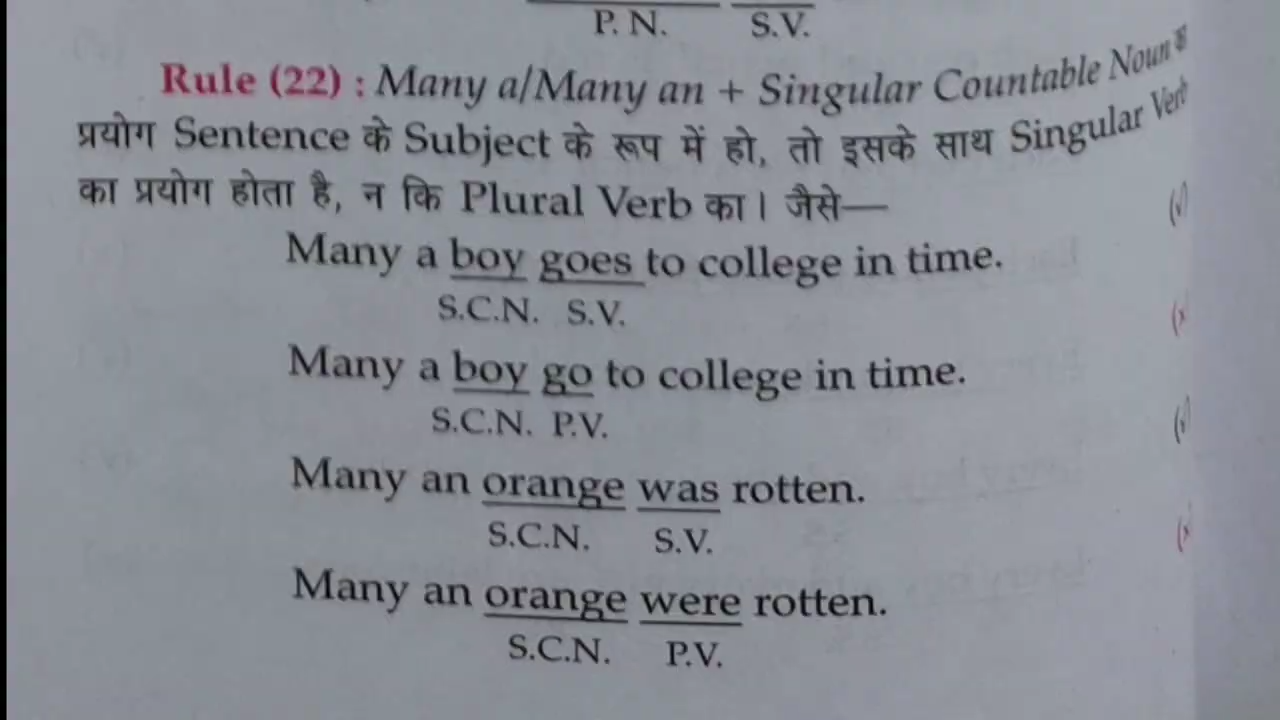 P. N. S.V.
Rule (22) : Many a/Many an + Singular Countable Noun का
प्रयोग Sentence के Subject के रूप में हो, तो इसके साथ Singular Verb
का प्रयोग होता है, न कि Plural Verb का। जैसे—
Many a boy goes to college in time. (✓)
S.C.N. S.V.
Many a boy go to college in time. (×
S.C.N. P.V.
Many an orange was rotten. (✓)
S.C.N. S.V.
Many an orange were rotten. (×
S.C.N. P.V.